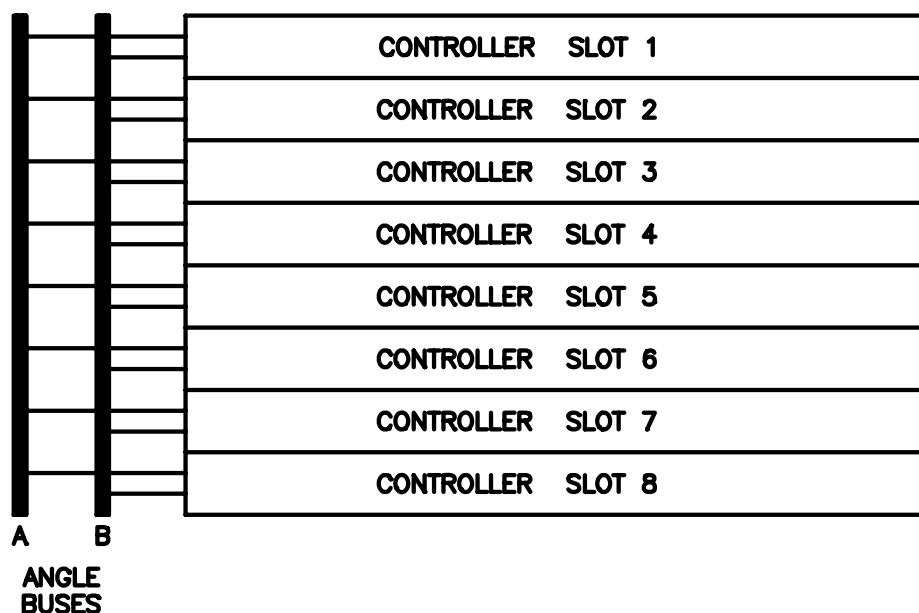 CONTROLLER SLOT 1
CONTROLLER SLOT 2
CONTROLLER SLOT 3
CONTROLLER SLOT 4
CONTROLLER SLOT 5
CONTROLLER SLOT 6
CONTROLLER SLOT 7
CONTROLLER SLOT 8
A B
ANGLE
BUSES